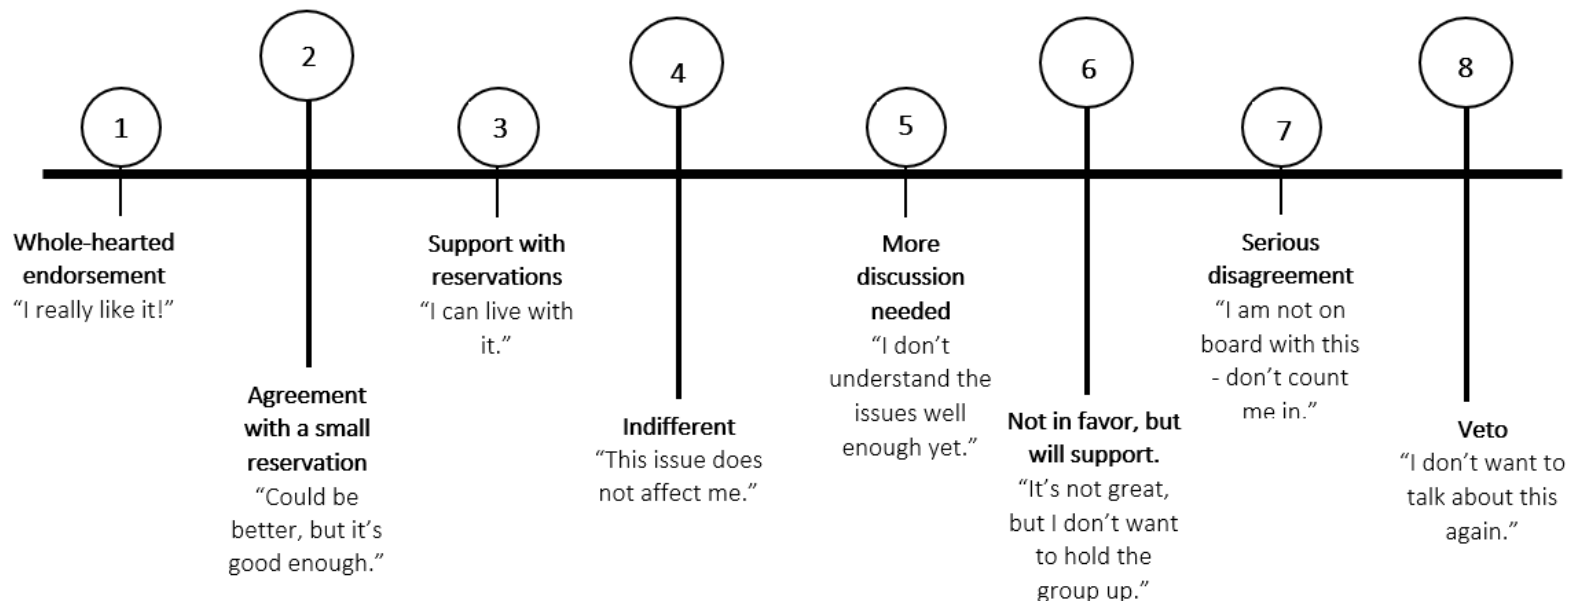 1
Whole-hearted
endorsement
“I really like it!”
2
Agreement
with a small
reservation
“Could be
better, but it’s
good enough.”
3
Support with
reservations
“I can live with
it.”
4
Indifferent
“This issue does
not affect me.”
5
More
discussion
needed
“I don’t
understand the
issues well
enough yet.”
6
Not in favor, but
will support.
“It’s not great,
but I don’t want
to hold the
group up.”
7
Serious
disagreement
“I am not on
board with this
- don’t count
me in.”
8
Veto
“I don’t want to
talk about this
again.”